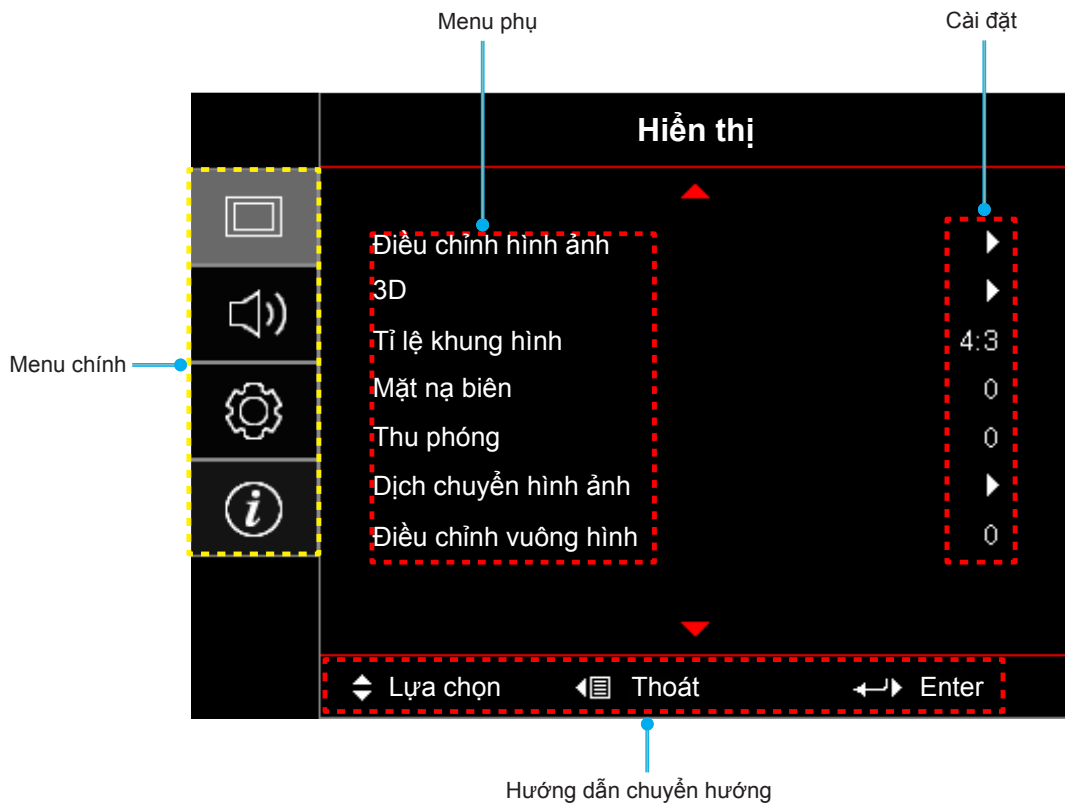 Menu phụ
Cài đặt
Hiển thị
Điều chỉnh hình ảnh
3D
Tỉ lệ khung hình 4:3
Mặt nạ biên 0
Thu phóng 0
Dịch chuyển hình ảnh
Điều chỉnh vuông hình 0
Menu chính
i
Lựa chọn Thoát Enter
Hướng dẫn chuyển hướng